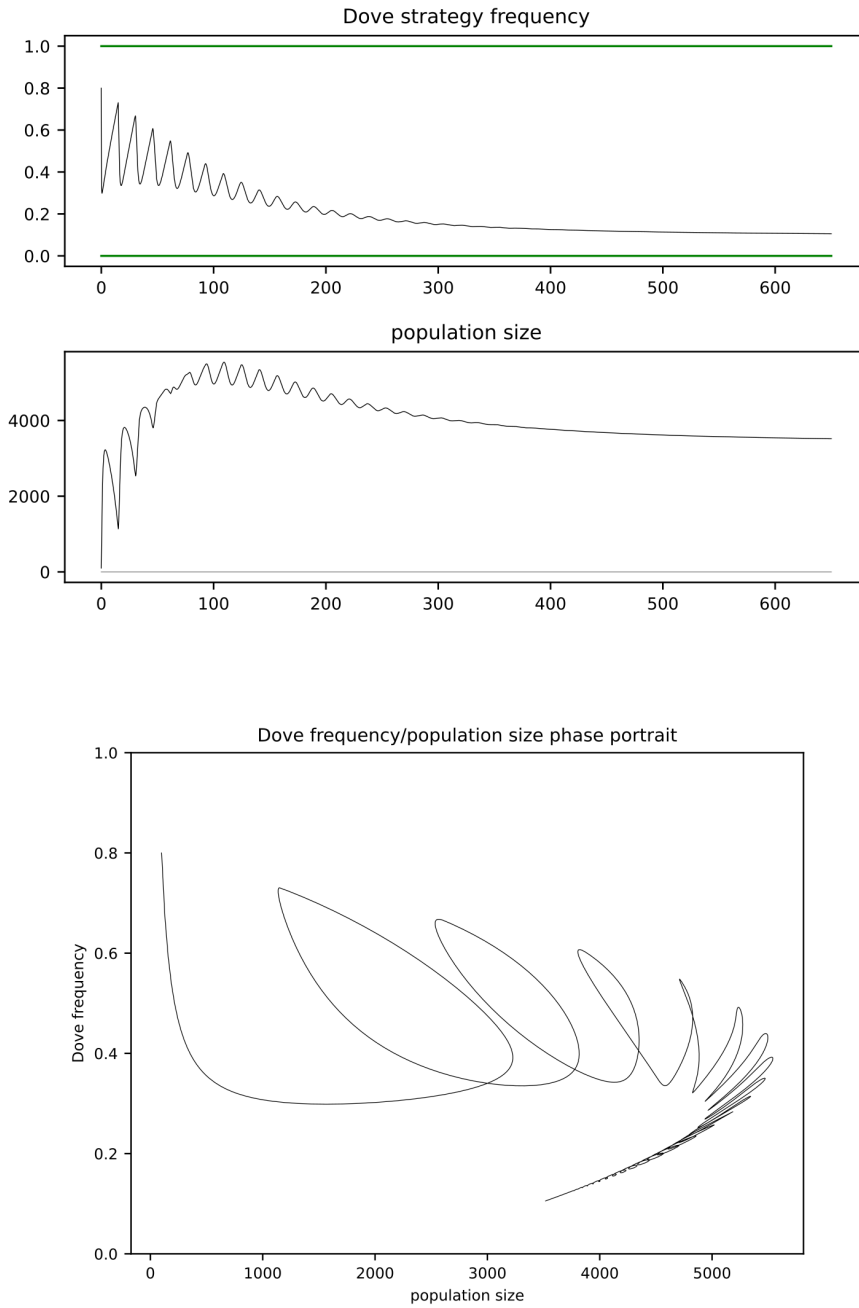 Dove strategy frequency
1.0
0.8
0.6
0.4
0.2
0.0
0 100 200 300 400 500 600
population size
4000
2000
0
0 100 200 300 400 500 600
Dove frequency/population size phase portrait
1.0
0.8
0.6
0.4
0.2
0.0
Dove frequency
0 1000 2000 3000 4000 5000
population size